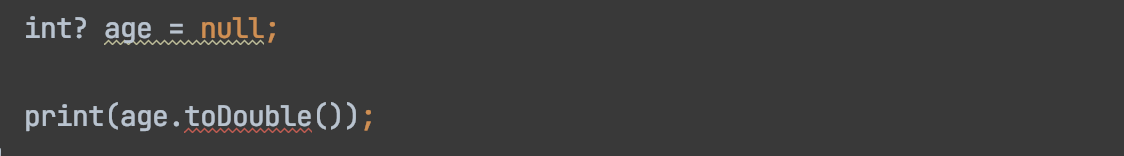 int? age = null;
print(age.toDouble());